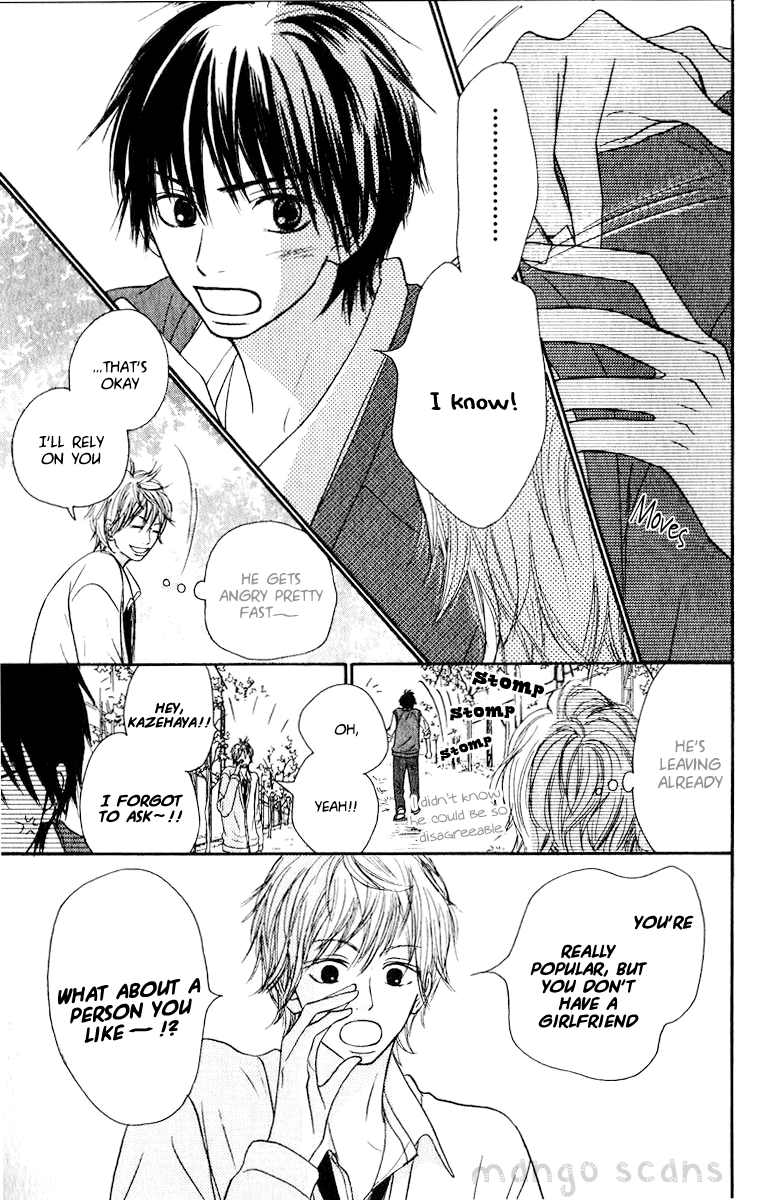 ..........
I know!
Moves
...THAT'S
OKAY
I'LL RELY
ON YOU
HE GETS
ANGRY PRETTY
FAST~
HE'S
LEAVING
ALREADY
Stomp
Stomp
Stomp
didn't know
he could be so
disagreeable
OH,
YEAH!!
HEY,
KAZEHAYA!!
I FORGOT
TO ASK~!!
YOU'RE
REALLY
POPULAR, BUT
YOU DON'T
HAVE A
GIRLFRIEND
WHAT ABOUT A
PERSON YOU
LIKE~ !?
mango scans